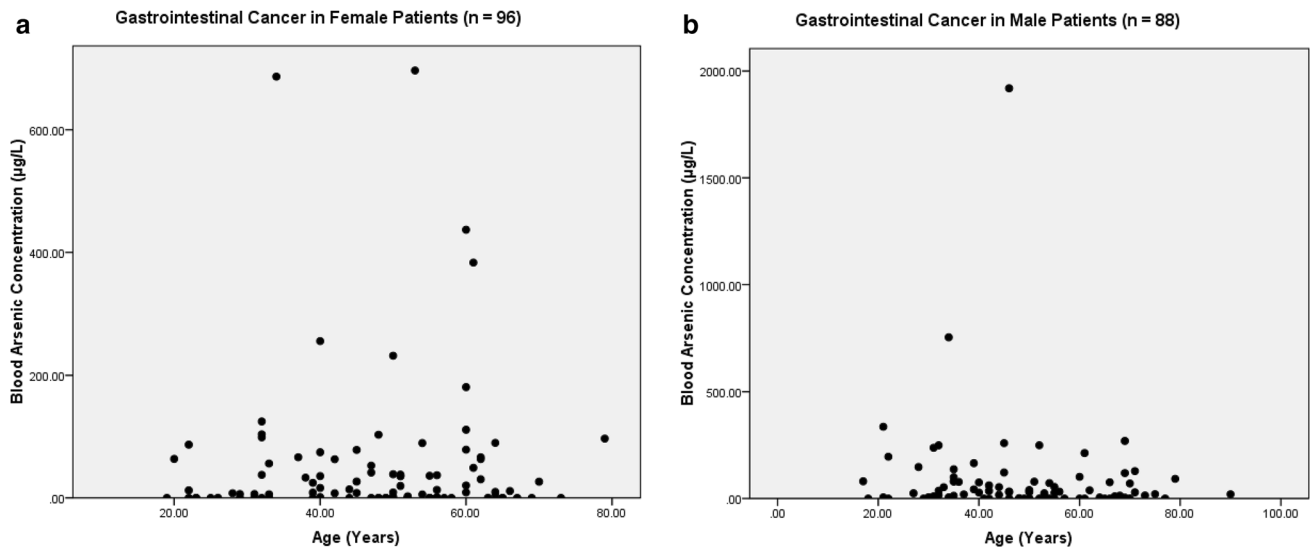 a
Gastrointestinal Cancer in Female Patients (n = 96)
Blood Arsenic Concentration (µg/L)
600.00
400.00
200.00
.00
20.00 40.00 60.00 80.00
Age (Years)
b
Gastrointestinal Cancer in Male Patients (n = 88)
Blood Arsenic Concentration (µg/L)
2000.00
1500.00
1000.00
500.00
.00
.00 20.00 40.00 60.00 80.00 100.00
Age (Years)